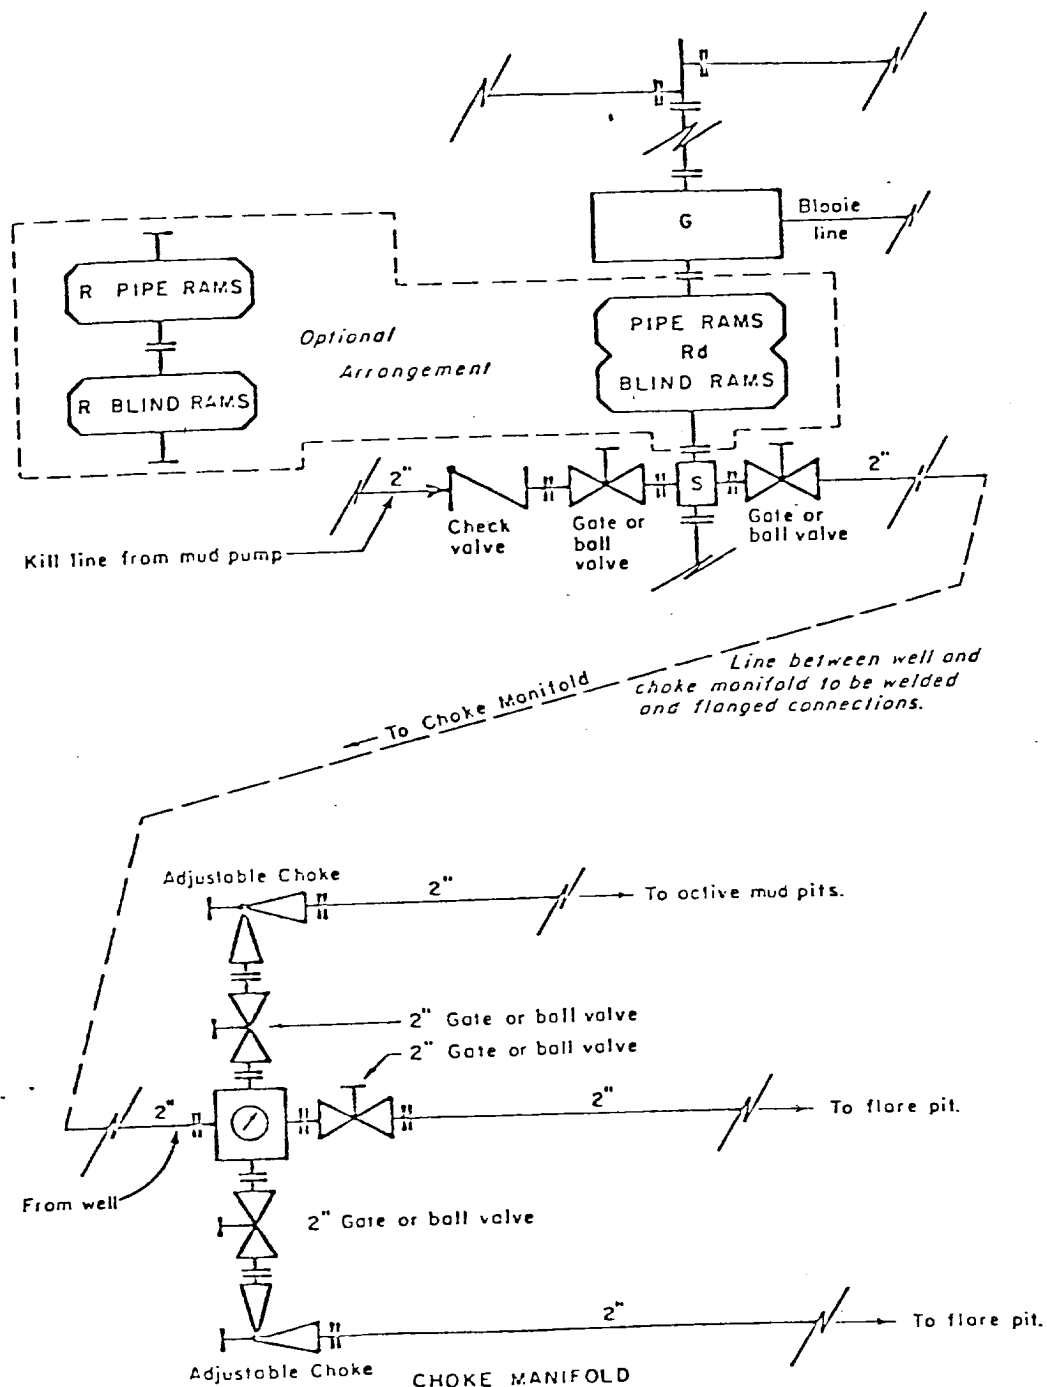 G
Blooie
line
R PIPE RAMS
Optional
Arrangement
R BLIND RAMS
PIPE RAMS
Rd
BLIND RAMS
2"
S
2"
Check
valve
Gate or
ball
valve
Gate or
ball valve
Kill line from mud pump
Line between well and
choke manifold to be welded
and flanged connections.
To Choke Manifold
Adjustable Choke
2"
To active mud pits.
2" Gate or ball valve
2" Gate or ball valve
2"
2"
To flare pit.
From well
2" Gate or ball valve
2"
To flare pit.
Adjustable Choke
CHOKE MANIFOLD